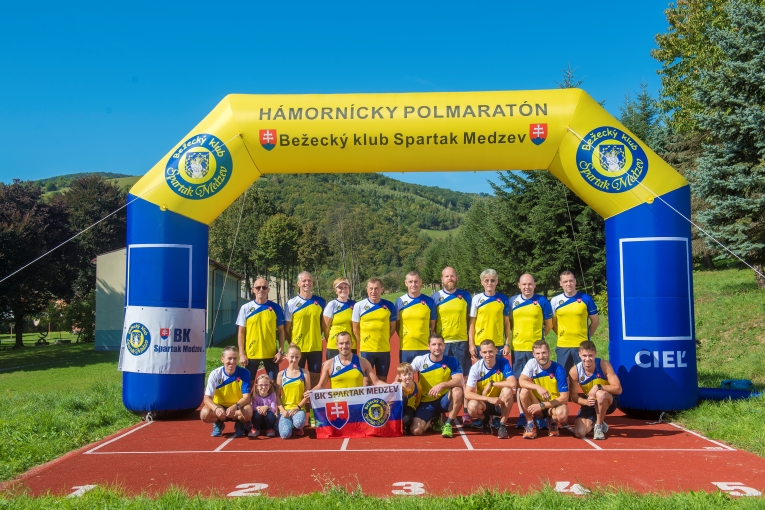 HÁMORNÍCKY POLMARATÓN
Bežecký klub Spartak Medzev
Bežecký klub
Spartak Medzev
Bežecký klub
Spartak Medzev
BK
Spartak Medzev
CIEĽ
BK SPARTAK MEDZEV
1 2 3 4 5